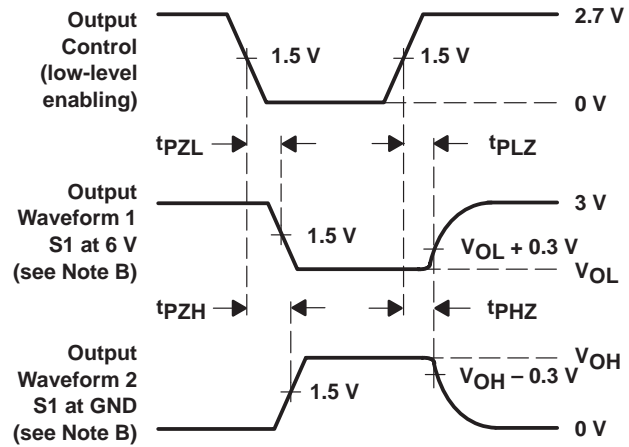 Output
Control
(low-level
enabling)
2.7 V
1.5 V
1.5 V
0 V
tPZL
tPLZ
Output
Waveform 1
S1 at 6 V
(see Note B)
3 V
1.5 V
VOL + 0.3 V
VOL
tPZH
tPHZ
Output
Waveform 2
S1 at GND
(see Note B)
VOH
VOH – 0.3 V
1.5 V
0 V